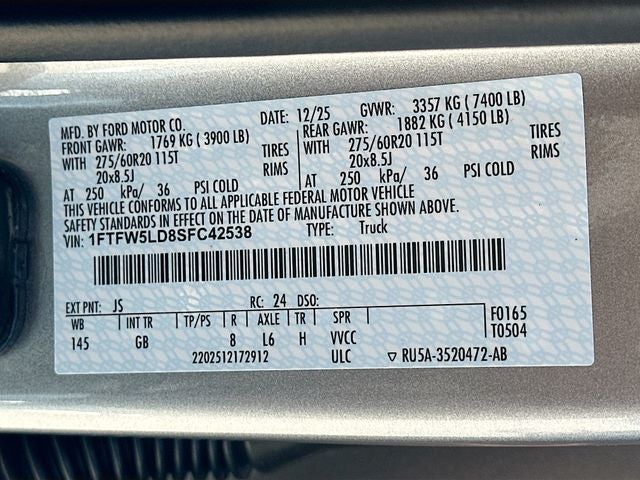 MFD. BY FORD MOTOR CO.
DATE: 12/25 GVWR: 3357 KG ( 7400 LB)
FRONT GAWR: 1769 KG ( 3900 LB)
REAR GAWR: 1882 KG ( 4150 LB)
WITH 275/60R20 115T TIRES
WITH 275/60R20 115T TIRES
20x8.5J RIMS
20x8.5J RIMS
AT 250 kPa/ 36 PSI COLD
AT 250 kPa/ 36 PSI COLD
THIS VEHICLE CONFORMS TO ALL APPLICABLE FEDERAL MOTOR VEHICLE
SAFETY STANDARDS IN EFFECT ON THE DATE OF MANUFACTURE SHOWN ABOVE.
VIN: 1FTFW5LD8SFC42538 TYPE: Truck
EXT PNT: JS RC: 24 DSO:
WB INT TR TP/PS R AXLE TR SPR F0165
145 GB 8 L6 H VVCC T0504
2202512172912 ULC ▽ RU5A-3520472-AB